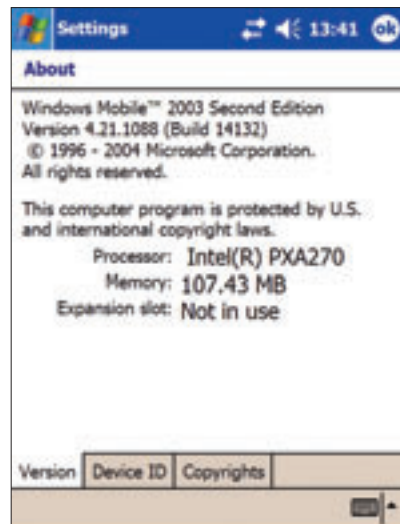 Settings 13:41 ok
About
Windows Mobile™ 2003 Second Edition
Version 4.21.1088 (Build 14132)
© 1996 - 2004 Microsoft Corporation.
All rights reserved.
This computer program is protected by U.S.
and international copyright laws.
Processor: Intel(R) PXA270
Memory: 107.43 MB
Expansion slot: Not in use
Version Device ID Copyrights